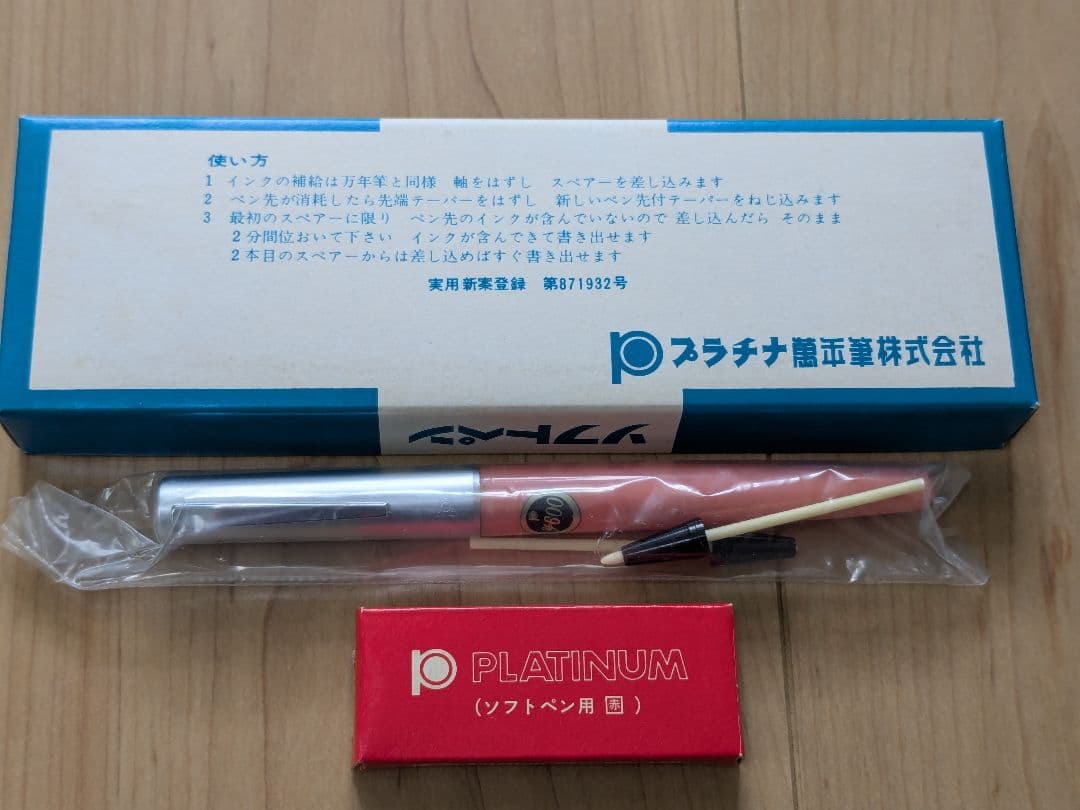 使い方
1 インクの補給は万年筆と同様 軸をはずし スペアーを差し込みます
2 ペン先が消耗したら先端テーパーをはずし 新しいペン先付テーパーをねじ込みます
3 最初のスペアーに限り ペン先のインクが含んでいないので 差し込んだら そのまま
2分間位おいて下さい インクが含んできて書き出せます
2本目のスペアーからは差し込めばすぐ書き出せます
実用新案登録 第871932号
プラチナ萬年筆株式会社
ソフトペン
PLATINUM
(ソフトペン用 赤 )